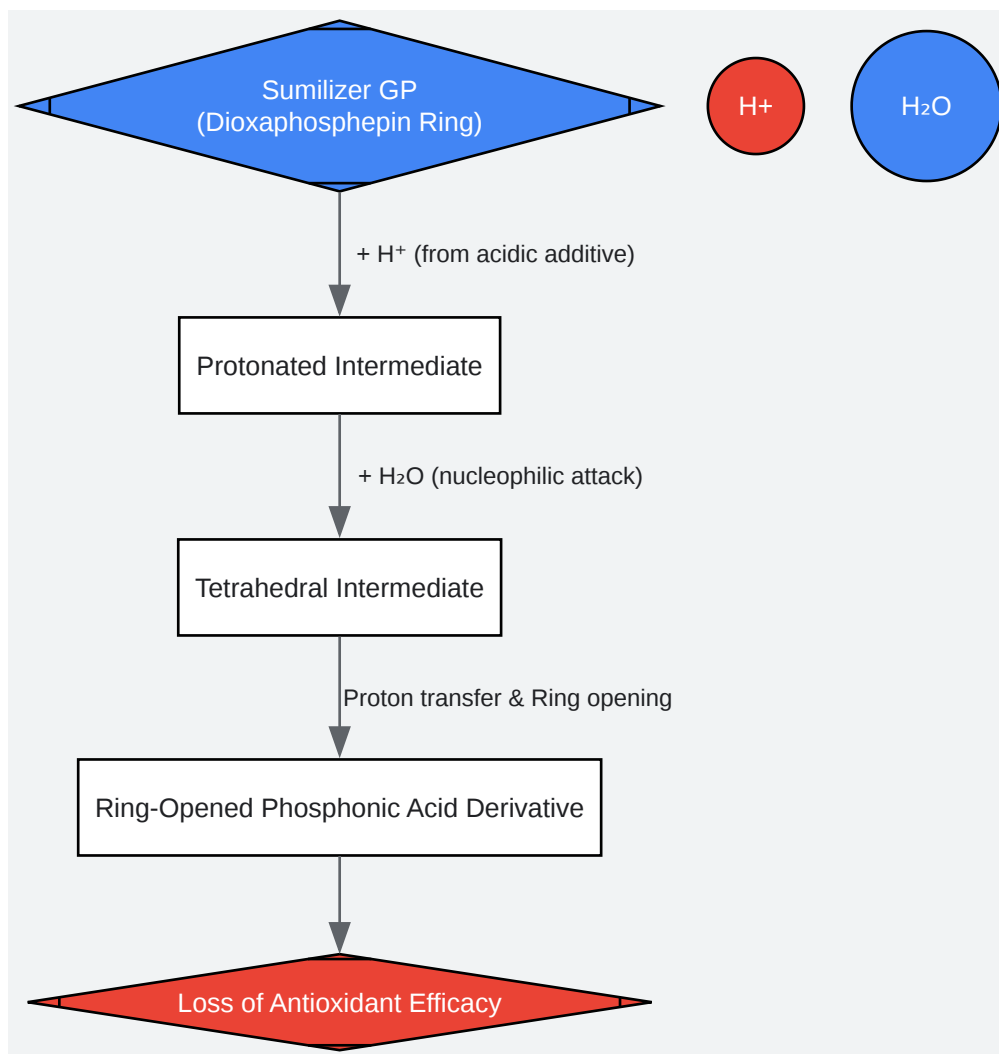 Sumilizer GP
(Dioxaphosphepin Ring)
H+
H₂O
+ H⁺ (from acidic additive)
Protonated Intermediate
+ H₂O (nucleophilic attack)
Tetrahedral Intermediate
Proton transfer & Ring opening
Ring-Opened Phosphonic Acid Derivative
Loss of Antioxidant Efficacy